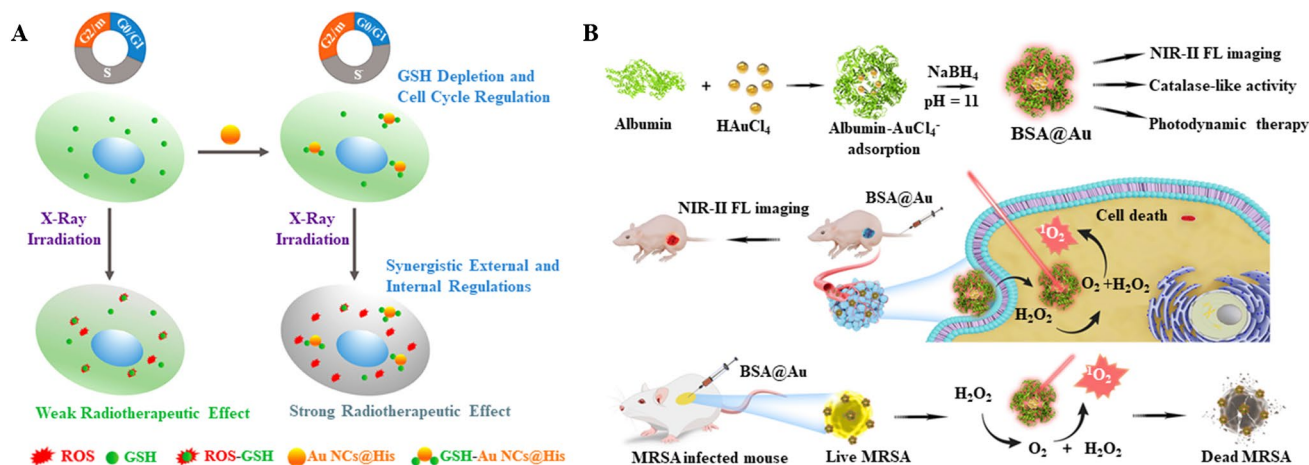 A
G2/m G0/G1
S
G2/m G0/G1
S
GSH Depletion and
Cell Cycle Regulation
X-Ray
Irradiation
X-Ray
Irradiation
Synergistic External and
Internal Regulations
Weak Radiotherapeutic Effect
Strong Radiotherapeutic Effect
ROS GSH ROS-GSH Au NCs@His GSH-Au NCs@His
B
Albumin
+
HAuCl₄
Albumin-AuCl₄⁻
adsorption
NaBH₄
pH = 11
BSA@Au
NIR-II FL imaging
Catalase-like activity
Photodynamic therapy
NIR-II FL imaging
BSA@Au
Cell death
¹O₂
O₂ +H₂O₂
H₂O₂
BSA@Au
MRSA infected mouse
Live MRSA
H₂O₂
¹O₂
O₂ + H₂O₂
Dead MRSA